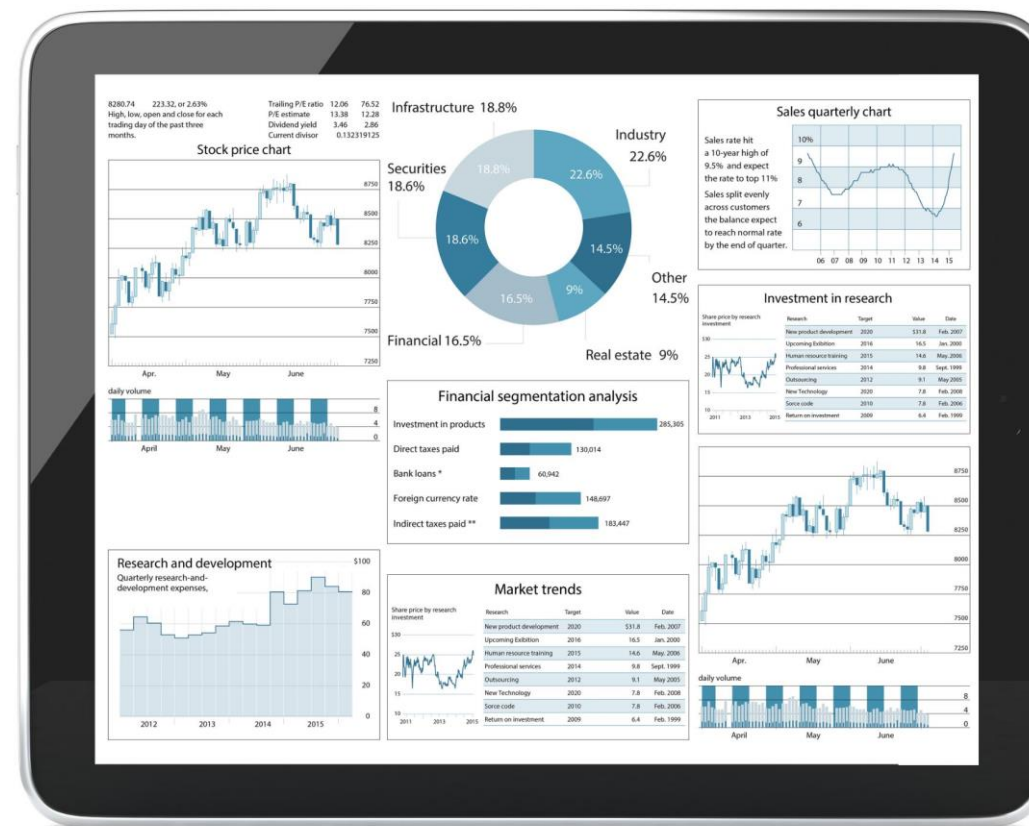 8280.74 223.32, or 2.63%
High, low, open and close for each
trading day of the past three
months.
Trailing P/E ratio 12.06 76.52
P/E estimate 13.38 12.28
Dividend yield 3.46 2.86
Current divisor 0.132319125
Stock price chart
8750
8500
8250
8000
7750
7500
7250
Apr. May June
daily volume
8
4
0
April May June
Infrastructure 18.8%
Industry
22.6%
Securities
18.6%
Other
14.5%
Financial 16.5%
Real estate 9%
18.8%
22.6%
18.6%
14.5%
16.5%
9%
Sales quarterly chart
Sales rate hit
a 10-year high of
9.5% and expect
the rate to top 11%
Sales split evenly
across customers
the balance expect
to reach normal rate
by the end of quarter.
10%
9
8
7
6
06 07 08 09 10 11 12 13 14 15
Investment in research
Share price by research
investment
$30
25
20
15
10
2011 2013 2015
Research Target Value Date
New product development 2020 $31.8 Feb. 2007
Upcoming Exibition 2016 16.5 Jan. 2000
Human resource training 2015 14.6 May. 2006
Professional services 2014 9.8 Sept. 1999
Outsourcing 2012 9.1 May 2005
New Technology 2020 7.8 Feb. 2008
Sorce code 2010 7.8 Feb. 2006
Return on investment 2009 6.4 Feb. 1999
Financial segmentation analysis
Investment in products 285,305
Direct taxes paid 130,014
Bank loans * 60,942
Foreign currency rate 148,697
Indirect taxes paid ** 183,447
8750
8500
8250
8000
7750
7500
7250
Apr. May June
daily volume
8
4
0
April May June
Research and development
Quarterly research-and-
development expenses,
$100
80
60
40
20
0
2012 2013 2014 2015
Market trends
Share price by research
investment
$30
25
20
15
10
2011 2013 2015
Research Target Value Date
New product development 2020 $31.8 Feb. 2007
Upcoming Exibition 2016 16.5 Jan. 2000
Human resource training 2015 14.6 May. 2006
Professional services 2014 9.8 Sept. 1999
Outsourcing 2012 9.1 May 2005
New Technology 2020 7.8 Feb. 2008
Sorce code 2010 7.8 Feb. 2006
Return on investment 2009 6.4 Feb. 1999